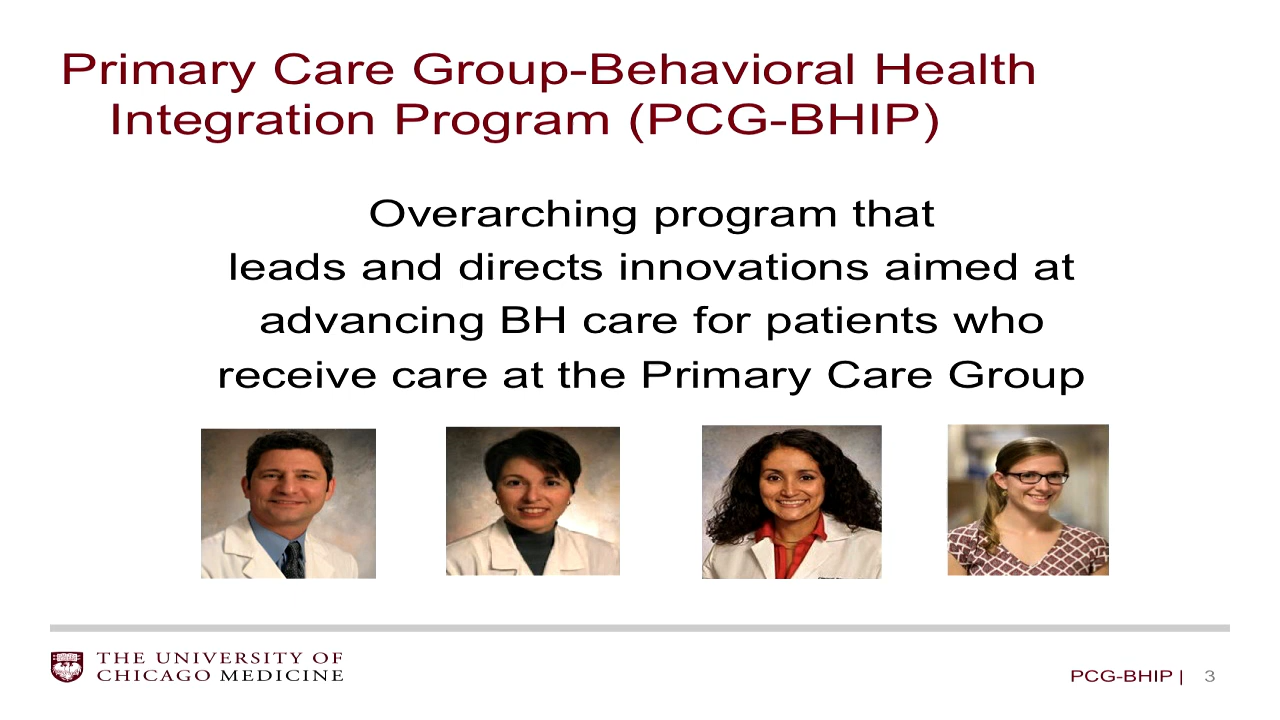 Primary Care Group-Behavioral Health
Integration Program (PCG-BHIP)
Overarching program that
leads and directs innovations aimed at
advancing BH care for patients who
receive care at the Primary Care Group
THE UNIVERSITY OF
CHICAGO MEDICINE
PCG-BHIP | 3